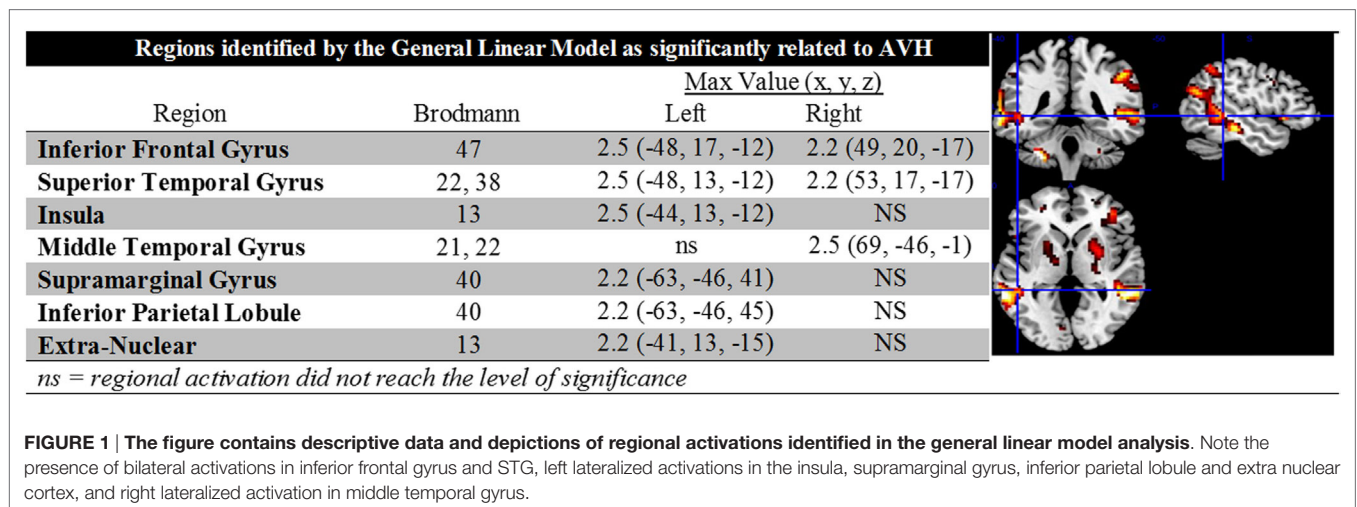 Regions identified by the General Linear Model as significantly related to AVH
Max Value (x, y, z)
Region Brodmann Left Right
Inferior Frontal Gyrus 47 2.5 (-48, 17, -12) 2.2 (49, 20, -17)
Superior Temporal Gyrus 22, 38 2.5 (-48, 13, -12) 2.2 (53, 17, -17)
Insula 13 2.5 (-44, 13, -12) NS
Middle Temporal Gyrus 21, 22 ns 2.5 (69, -46, -1)
Supramarginal Gyrus 40 2.2 (-63, -46, 41) NS
Inferior Parietal Lobule 40 2.2 (-63, -46, 45) NS
Extra-Nuclear 13 2.2 (-41, 13, -15) NS
ns = regional activation did not reach the level of significance
FIGURE 1 | The figure contains descriptive data and depictions of regional activations identified in the general linear model analysis. Note the
presence of bilateral activations in inferior frontal gyrus and STG, left lateralized activations in the insula, supramarginal gyrus, inferior parietal lobule and extra nuclear
cortex, and right lateralized activation in middle temporal gyrus.